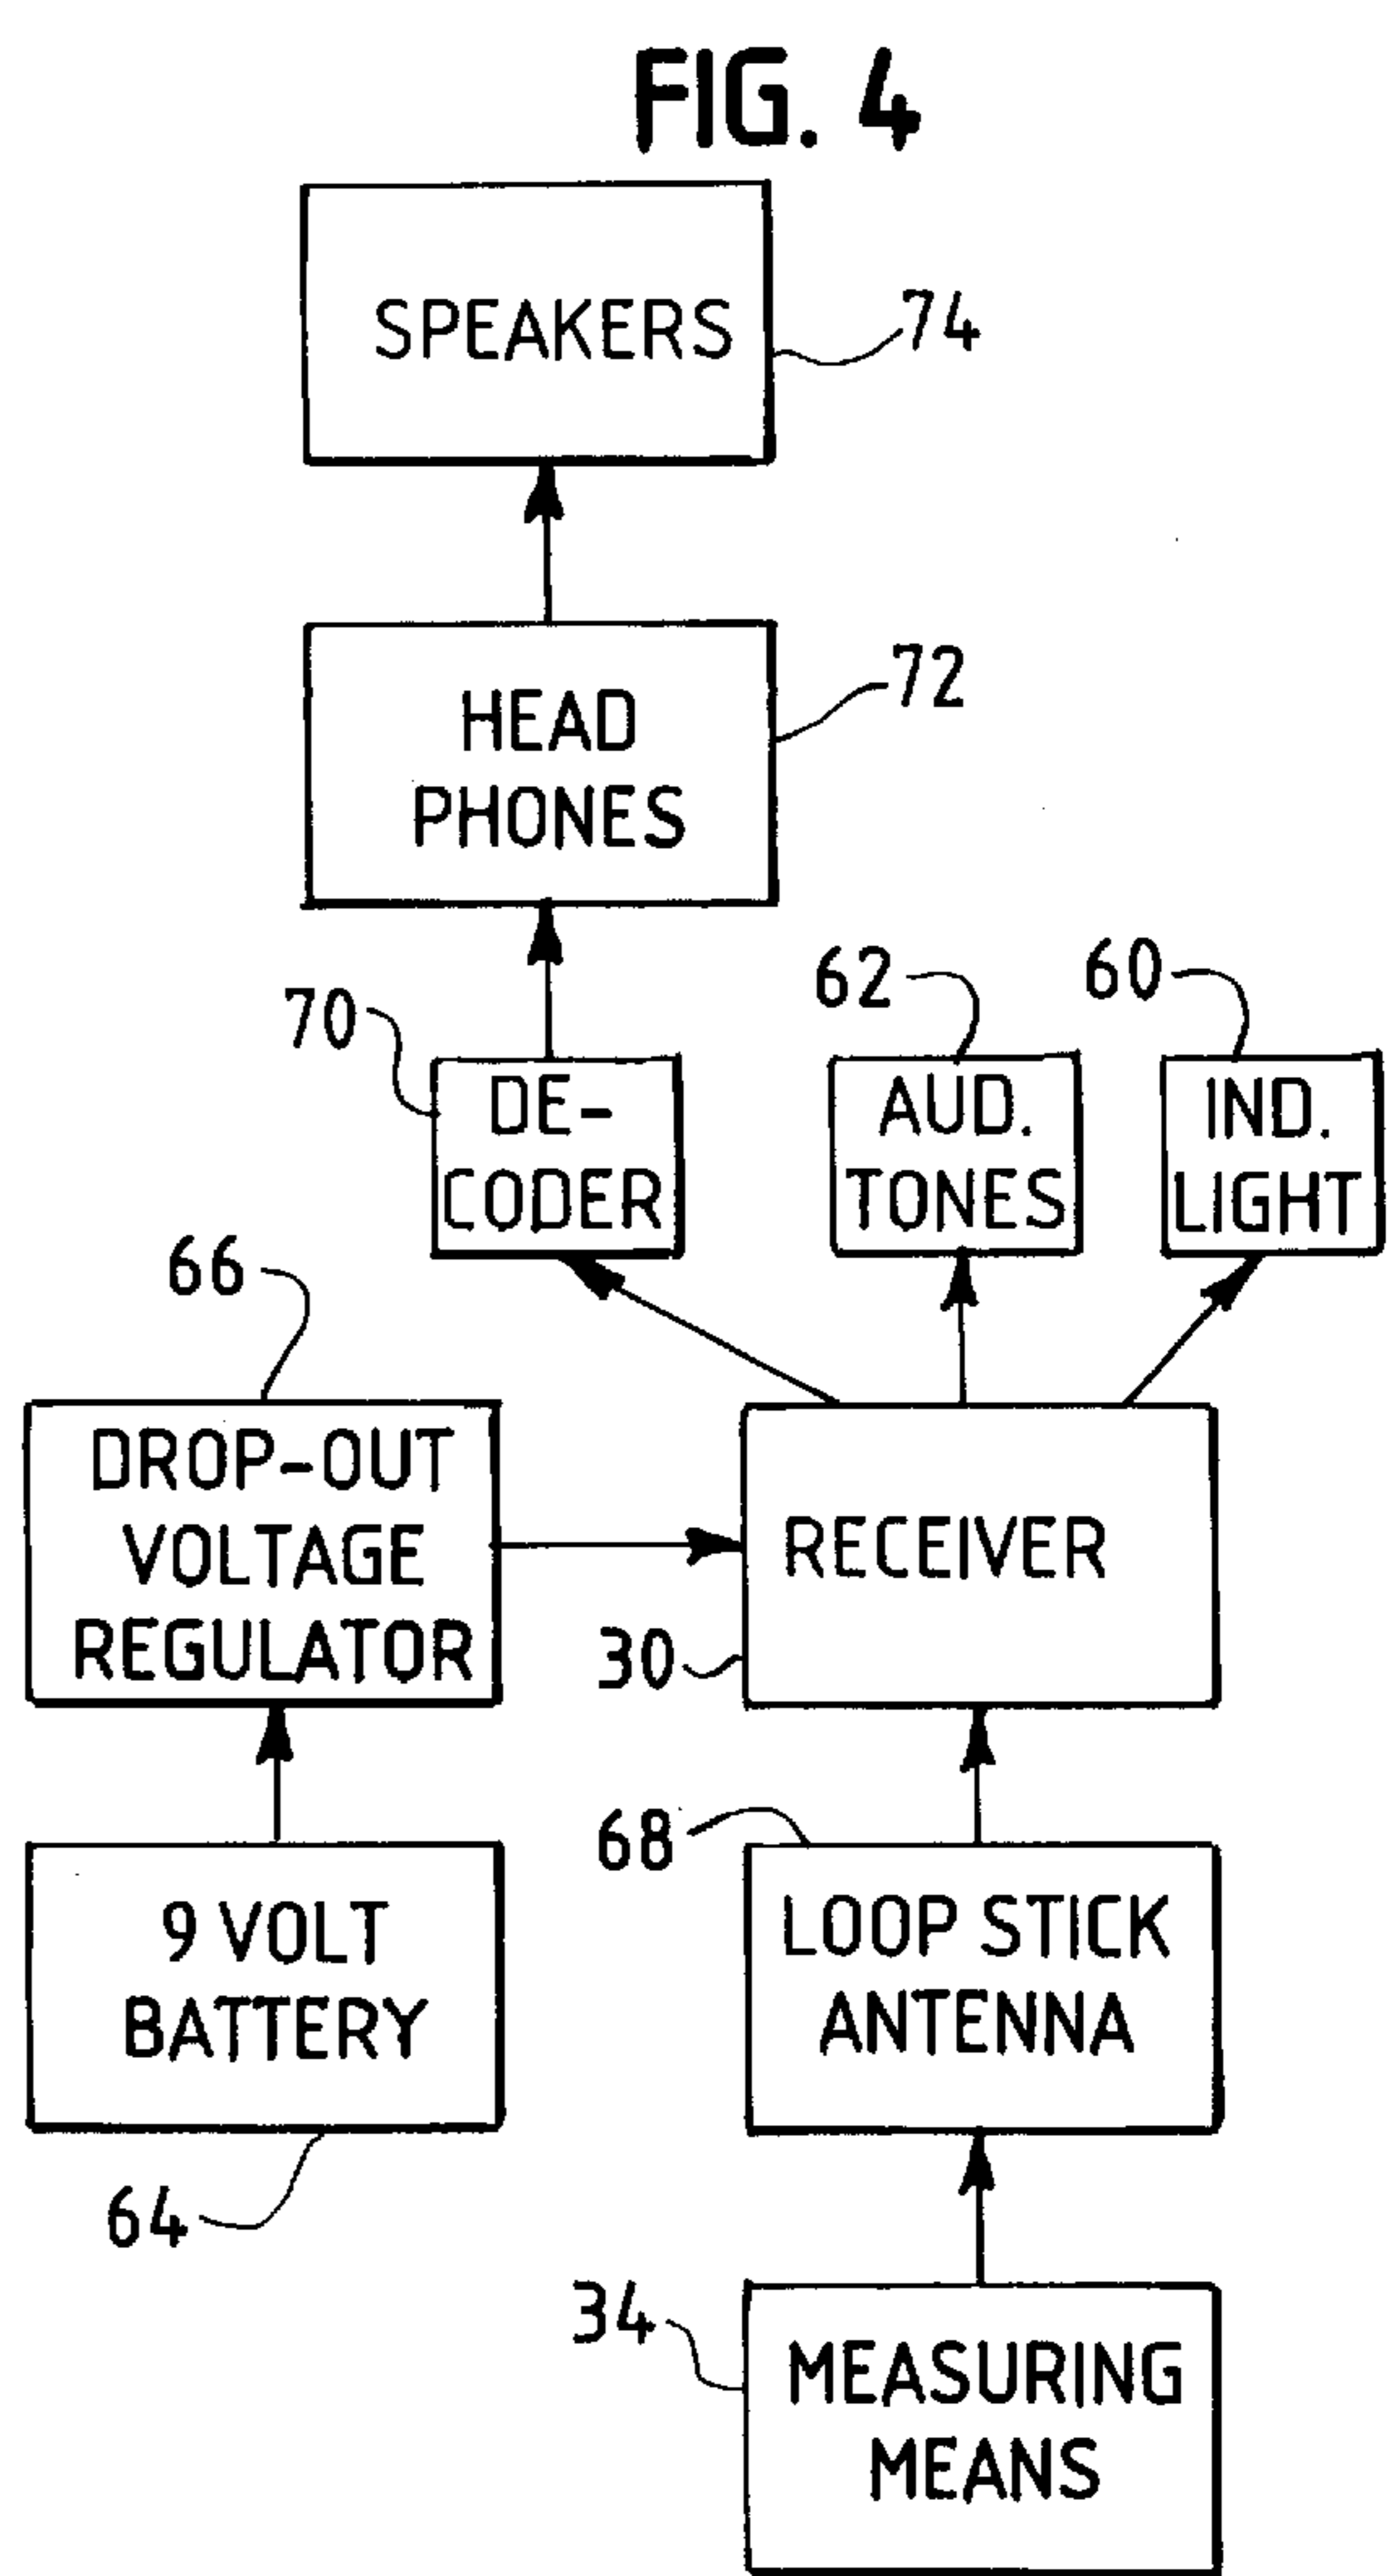 FIG. 4
SPEAKERS
74
HEAD
PHONES
72
70
DE-
CODER
62
AUD.
TONES
60
IND.
LIGHT
66
DROP-OUT
VOLTAGE
REGULATOR
RECEIVER
30
9 VOLT
BATTERY
64
68
LOOP STICK
ANTENNA
34
MEASURING
MEANS